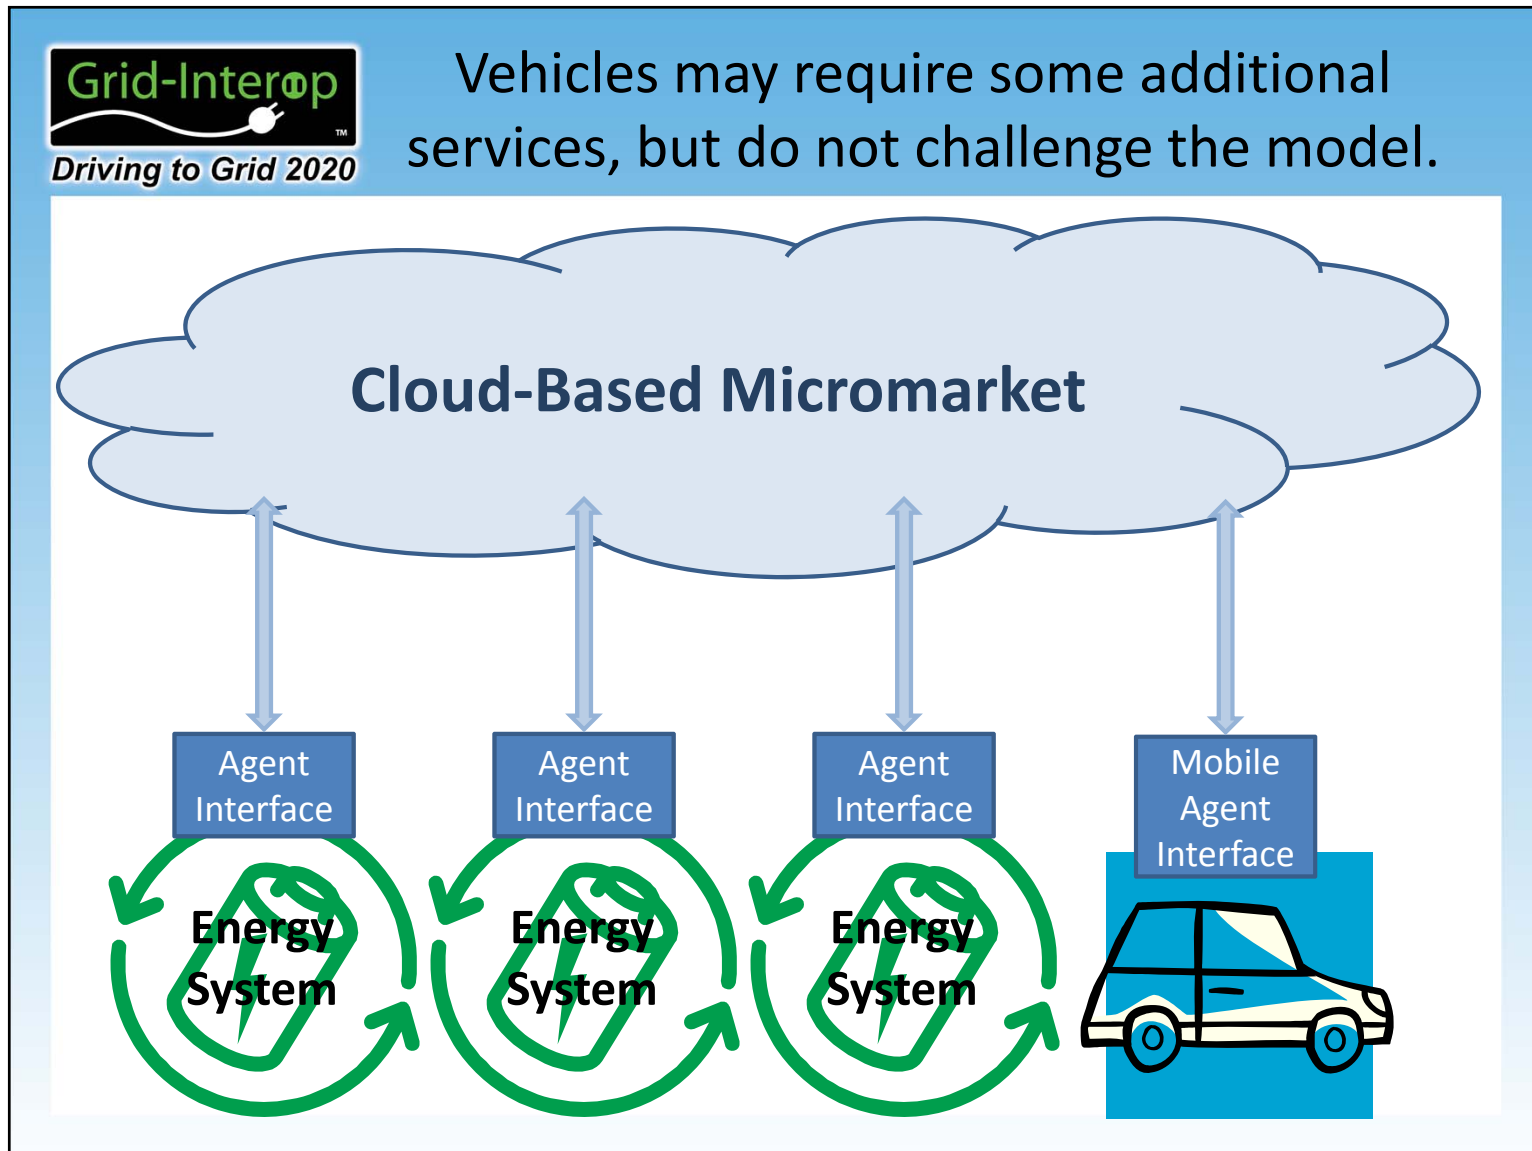 Grid-Interop
TM
Driving to Grid 2020
Vehicles may require some additional
services, but do not challenge the model.
Cloud-Based Micromarket
Agent
Interface
Agent
Interface
Agent
Interface
Mobile
Agent
Interface
Energy
System
Energy
System
Energy
System